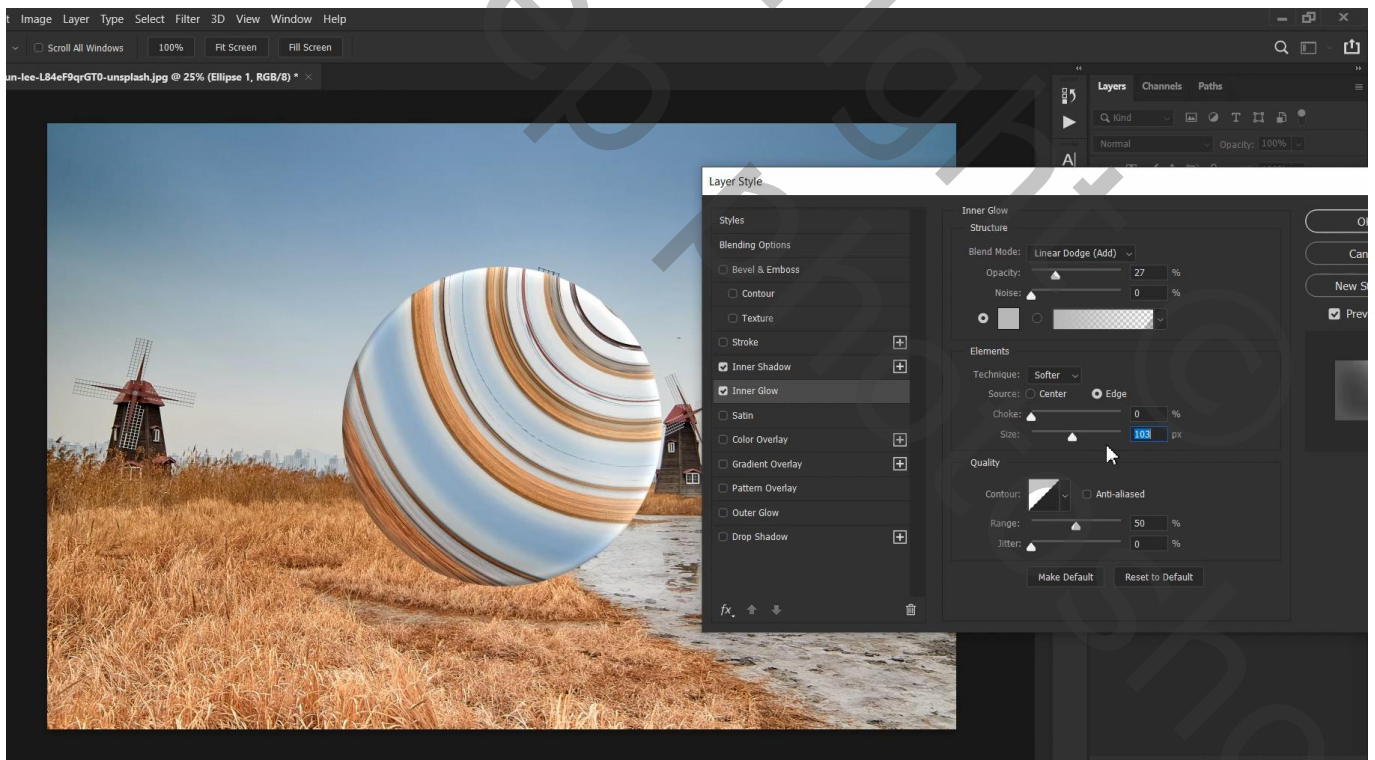 t Image Layer Type Select Filter 3D View Window Help
Scroll All Windows 100% Fit Screen Fill Screen
un-lee-L84eF9qrGT0-unsplash.jpg @ 25% (Ellipse 1, RGB/8) *
Layers Channels Paths
Kind
Normal Opacity: 100%
Layer Style
Styles
Blending Options
Bevel & Emboss
Contour
Texture
Stroke
Inner Shadow
Inner Glow
Satin
Color Overlay
Gradient Overlay
Pattern Overlay
Outer Glow
Drop Shadow
fx
Inner Glow
Structure
Blend Mode: Linear Dodge (Add)
Opacity: 27 %
Noise: 0 %
Elements
Technique: Softer
Source: Center Edge
Choke: 0 %
Size: 103 px
Quality
Contour: Anti-aliased
Range: 50 %
Jitter: 0 %
Make Default Reset to Default
Can
New S
Prev